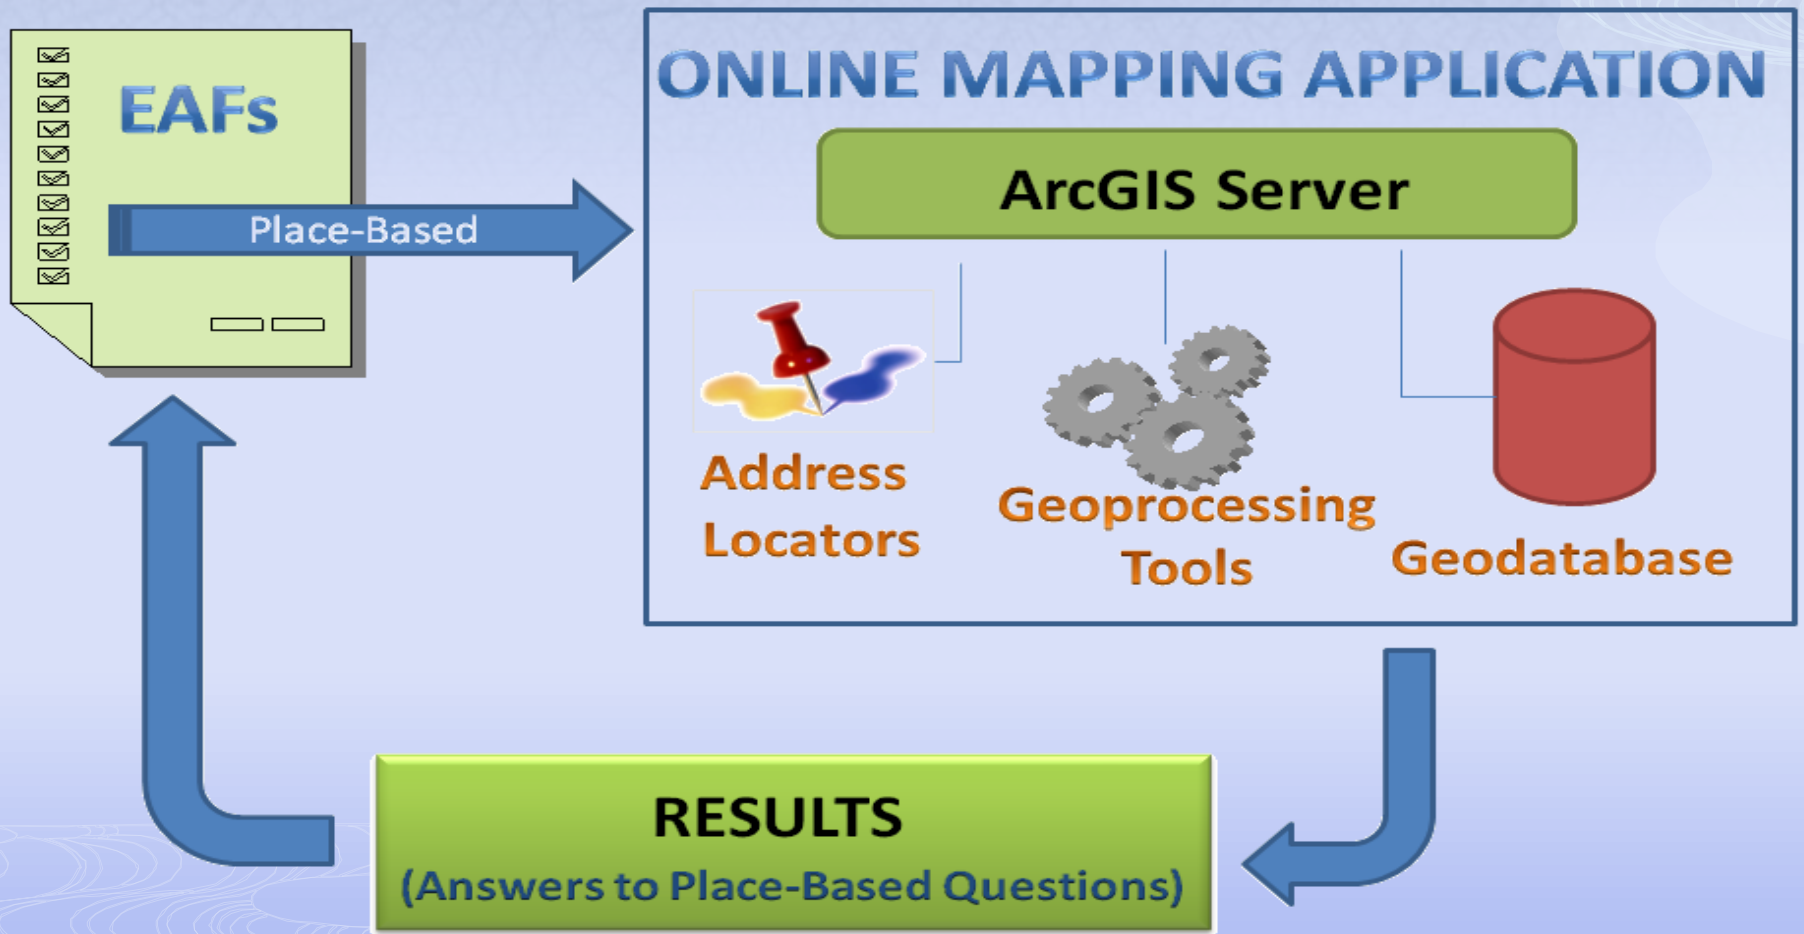 EAFs
Place-Based
ONLINE MAPPING APPLICATION
ArcGIS Server
Address
Locators
Geoprocessing
Tools
Geodatabase
RESULTS
(Answers to Place-Based Questions)